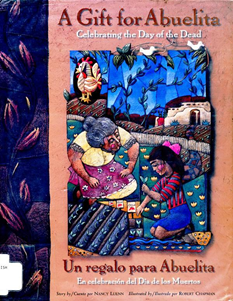 A Gift for Abuelita
Celebrating the Day of the Dead
Un regalo para Abuelita
En celebración del Día de los Muertos
Story by/Cuento por NANCY LUENN Illustrated by/Ilustrado por ROBERT CHAPMAN